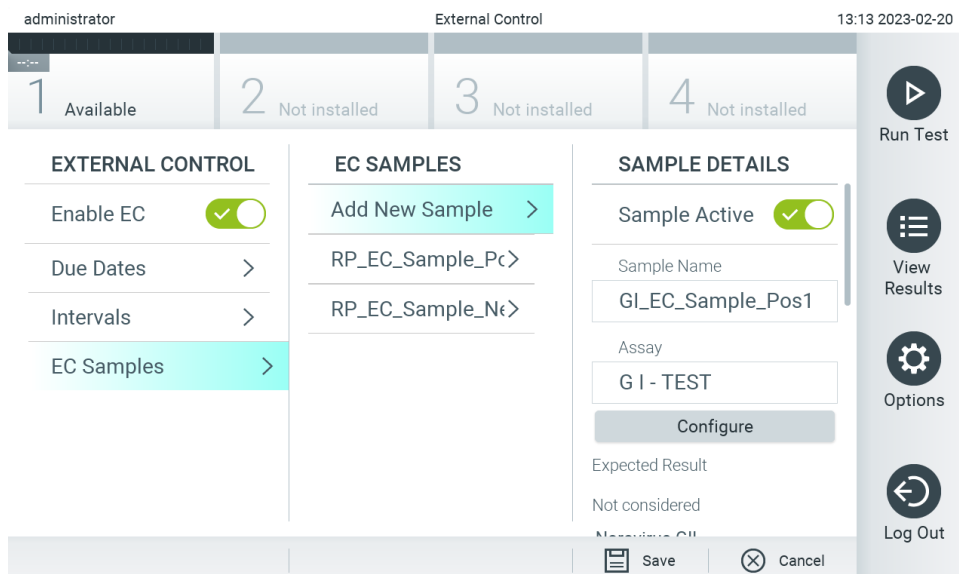 administrator
External Control
13:13 2023-02-20
--:--
1 Available
2 Not installed
3 Not installed
4 Not installed
Run Test
EXTERNAL CONTROL
Enable EC
Due Dates
Intervals
EC Samples
EC SAMPLES
Add New Sample
RP_EC_Sample_Po
RP_EC_Sample_Ne
SAMPLE DETAILS
Sample Active
Sample Name
GI_EC_Sample_Pos1
Assay
G I - TEST
Configure
Expected Result
Not considered
Norovirus GII
View
Results
Options
Log Out
Save
Cancel